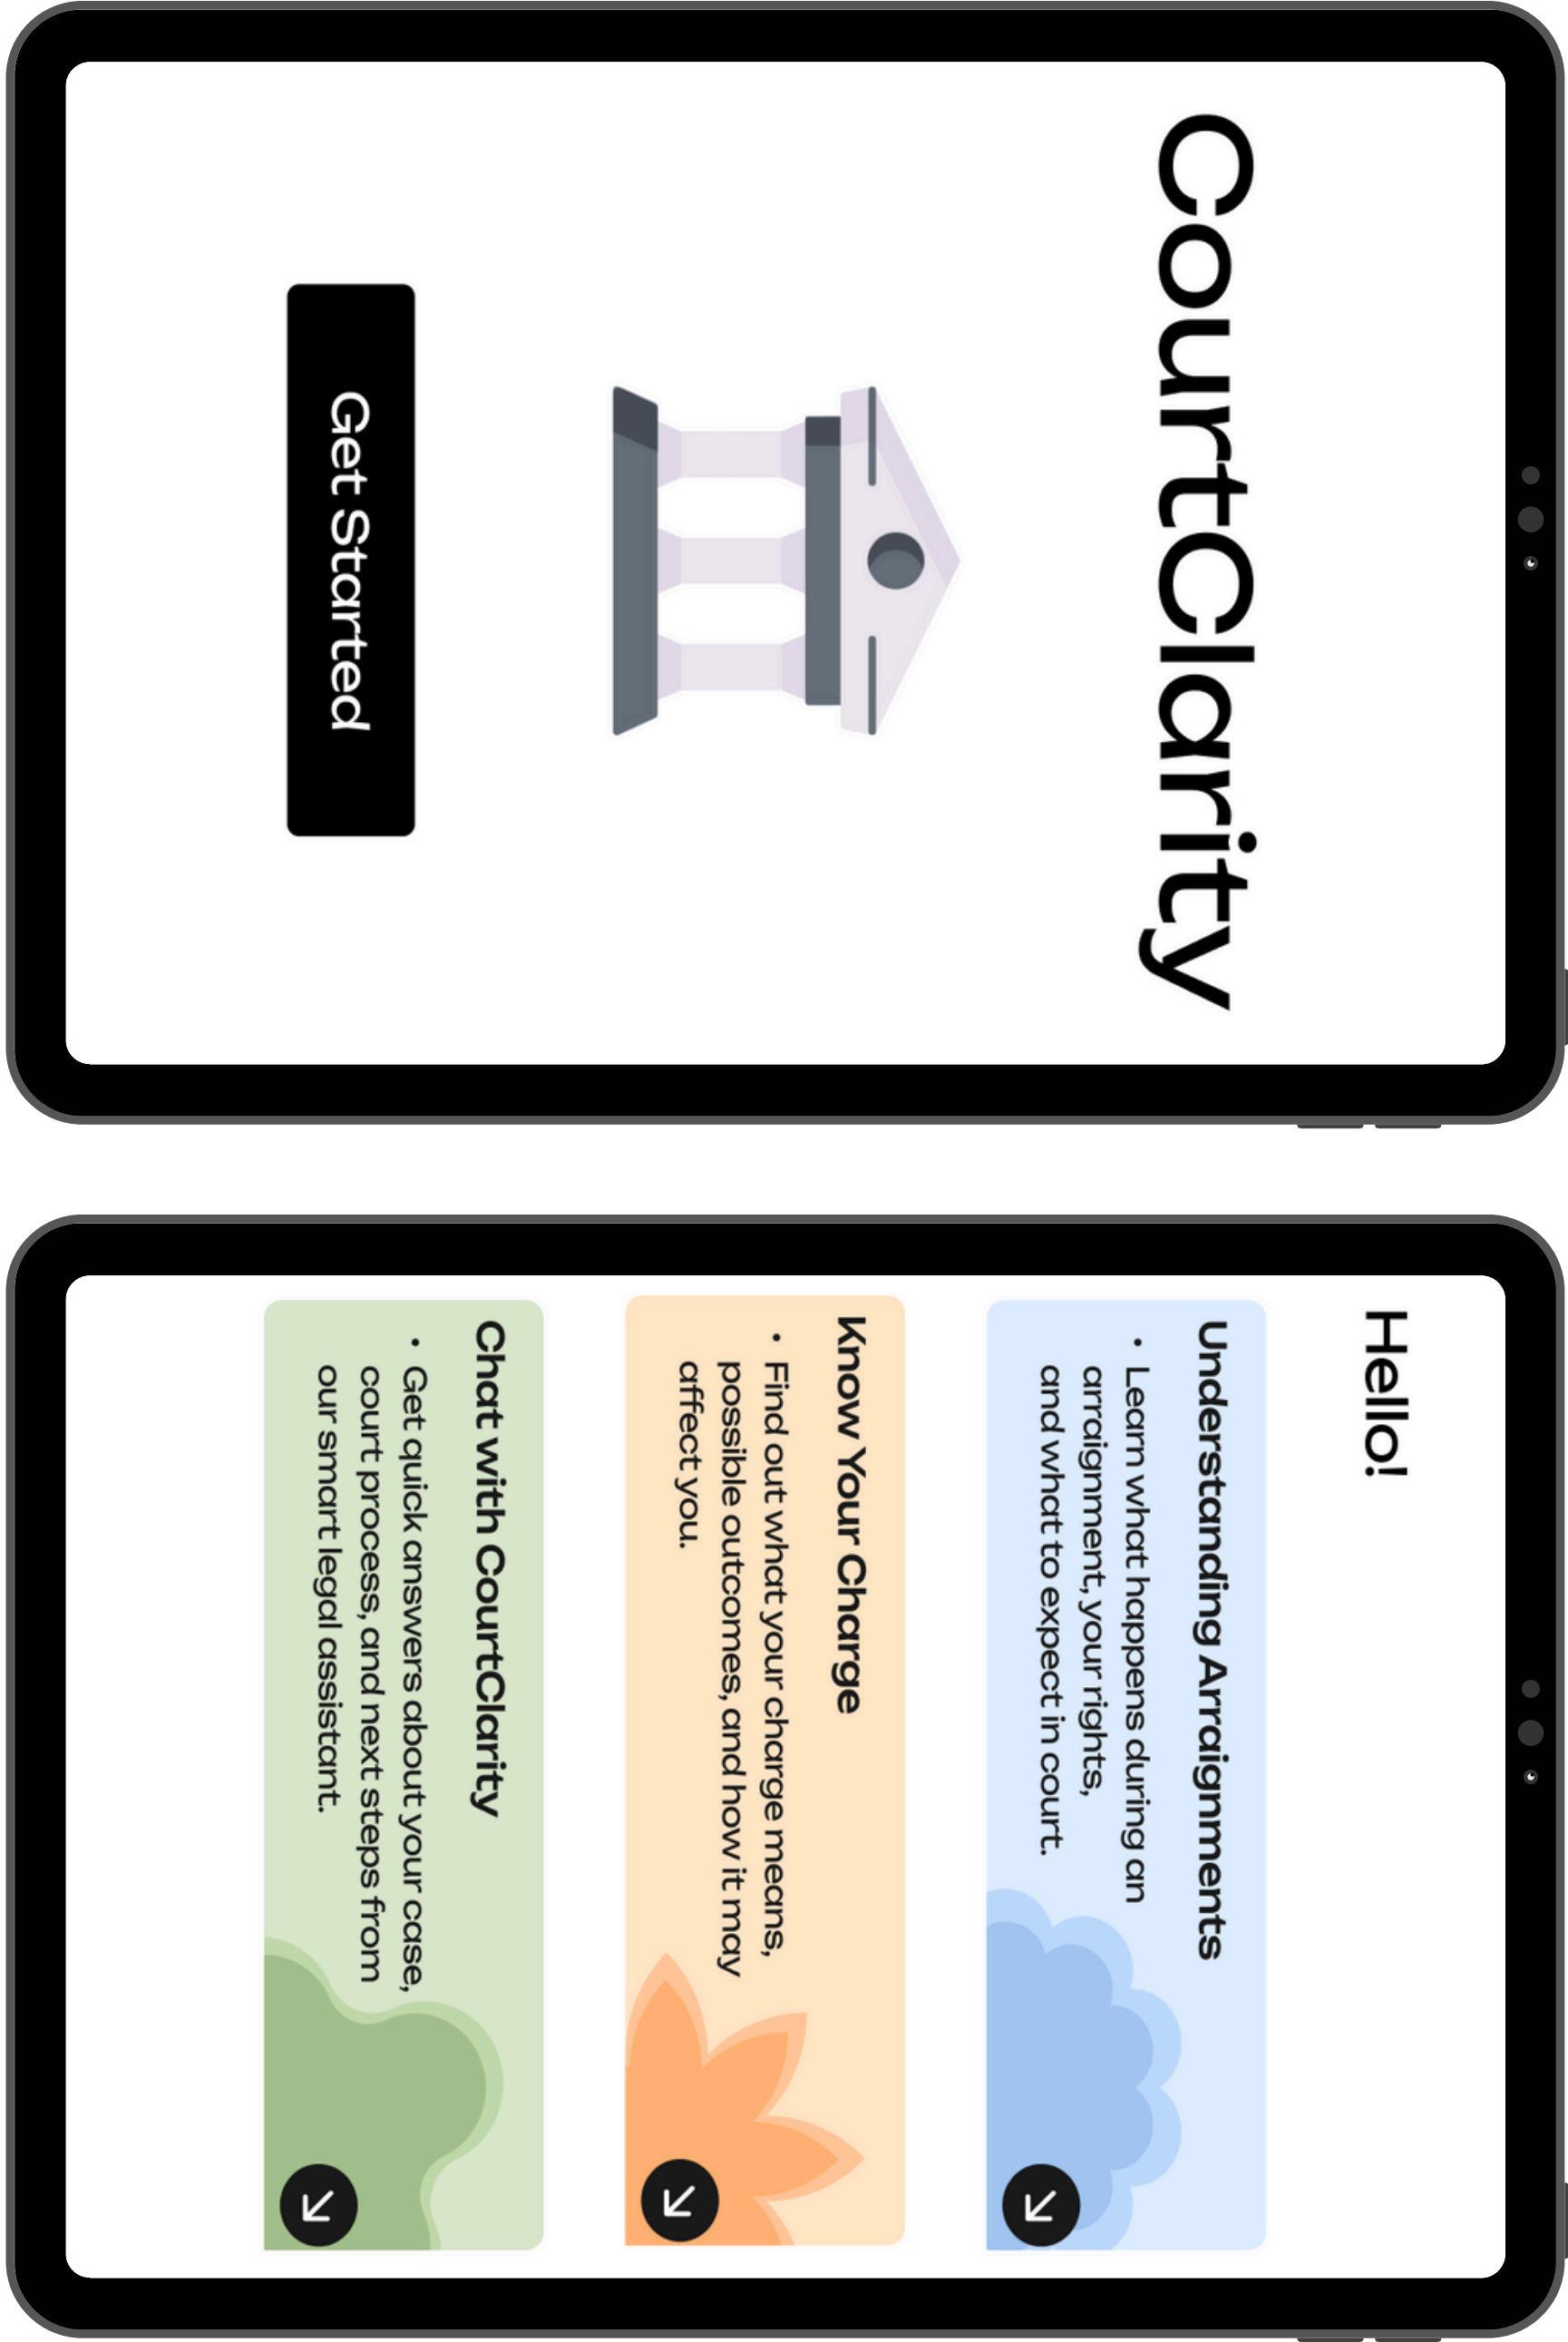 CourtClarity
Get Started
Hello!
Understanding Arraignments
• Learn what happens during an
arraignment, your rights,
and what to expect in court.
Know Your Charge
• Find out what your charge means,
possible outcomes, and how it may
affect you.
Chat with CourtClarity
• Get quick answers about your case,
court process, and next steps from
our smart legal assistant.